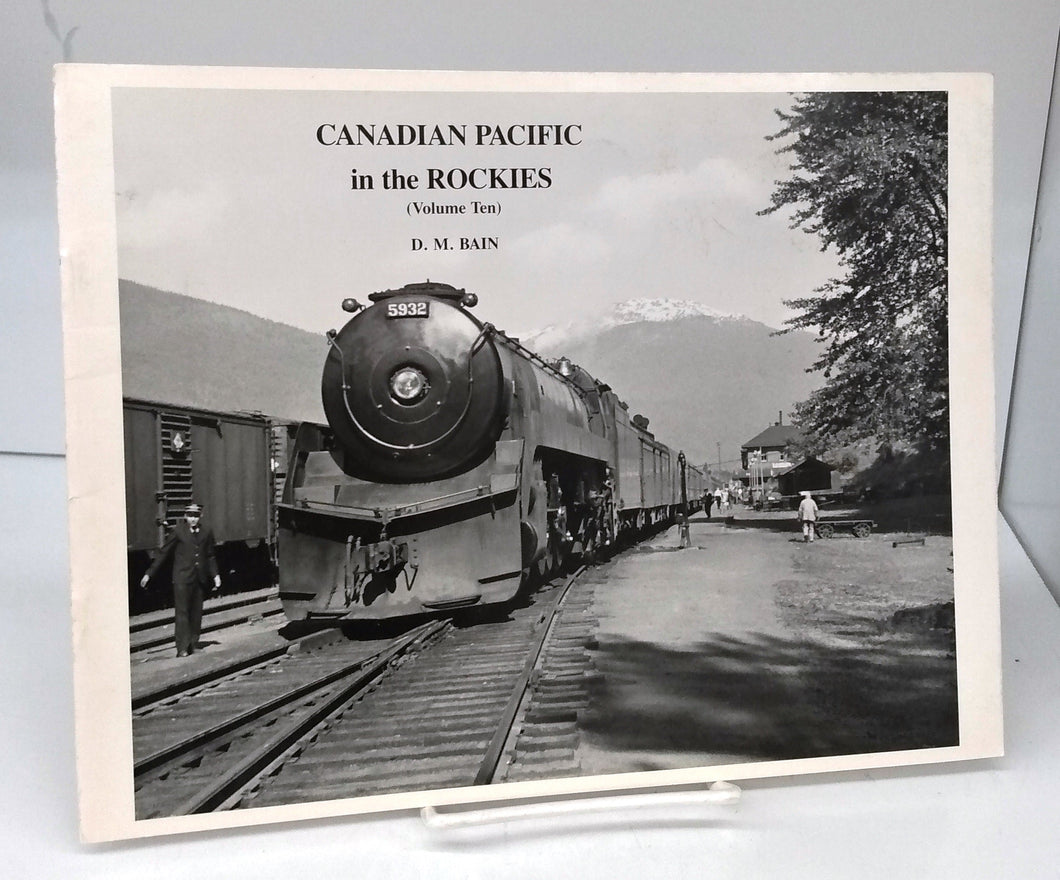 CANADIAN PACIFIC
in the ROCKIES
(Volume Ten)
D. M. BAIN
5932